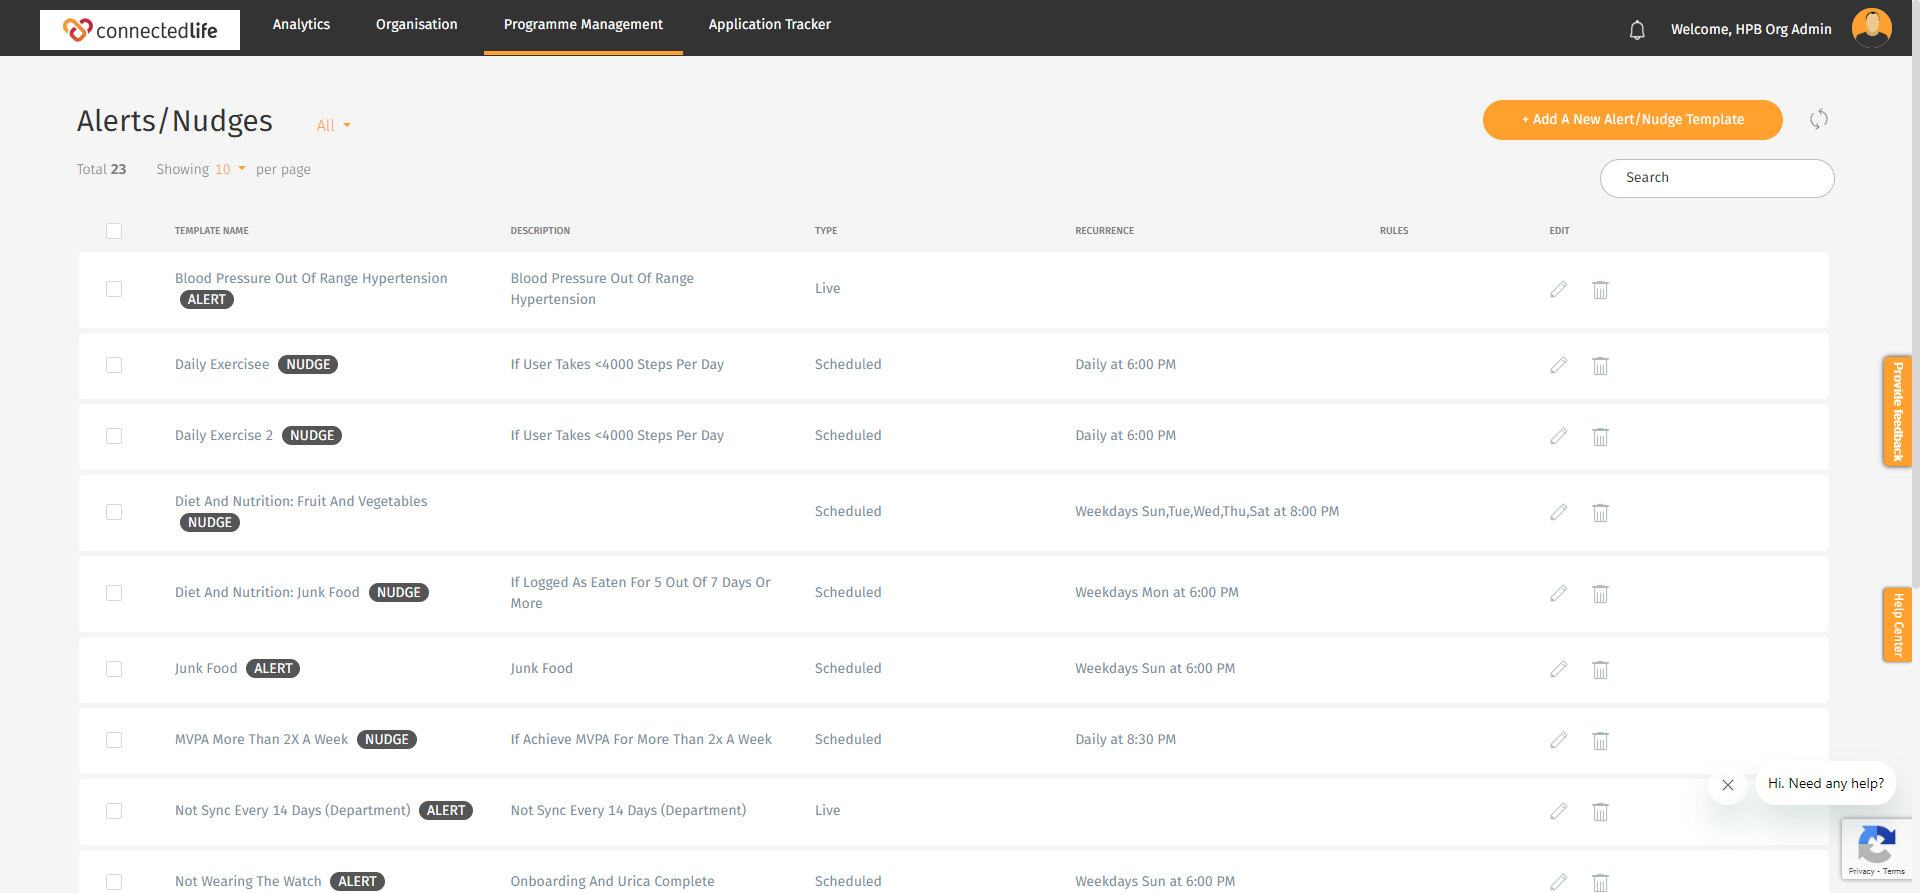 connectedlife
Analytics
Organisation
Programme Management
Application Tracker
Welcome, HPB Org Admin
Alerts/Nudges
All
+ Add A New Alert/Nudge Template
Total 23
Showing 10 per page
Search
TEMPLATE NAME
DESCRIPTION
TYPE
RECURRENCE
RULES
EDIT
Blood Pressure Out Of Range Hypertension
ALERT
Blood Pressure Out Of Range
Hypertension
Live
Daily Exercisee NUDGE
If User Takes <4000 Steps Per Day
Scheduled
Daily at 6:00 PM
Daily Exercise 2 NUDGE
If User Takes <4000 Steps Per Day
Scheduled
Daily at 6:00 PM
Diet And Nutrition: Fruit And Vegetables
NUDGE
Scheduled
Weekdays Sun,Tue,Wed,Thu,Sat at 8:00 PM
Diet And Nutrition: Junk Food NUDGE
If Logged As Eaten For 5 Out Of 7 Days Or
More
Scheduled
Weekdays Mon at 6:00 PM
Junk Food ALERT
Junk Food
Scheduled
Weekdays Sun at 6:00 PM
MVPA More Than 2X A Week NUDGE
If Achieve MVPA For More Than 2x A Week
Scheduled
Daily at 8:30 PM
Not Sync Every 14 Days (Department) ALERT
Not Sync Every 14 Days (Department)
Live
Not Wearing The Watch ALERT
Onboarding And Urica Complete
Scheduled
Weekdays Sun at 6:00 PM
Provide feedback
Help Center
Hi. Need any help?
Privacy - Terms